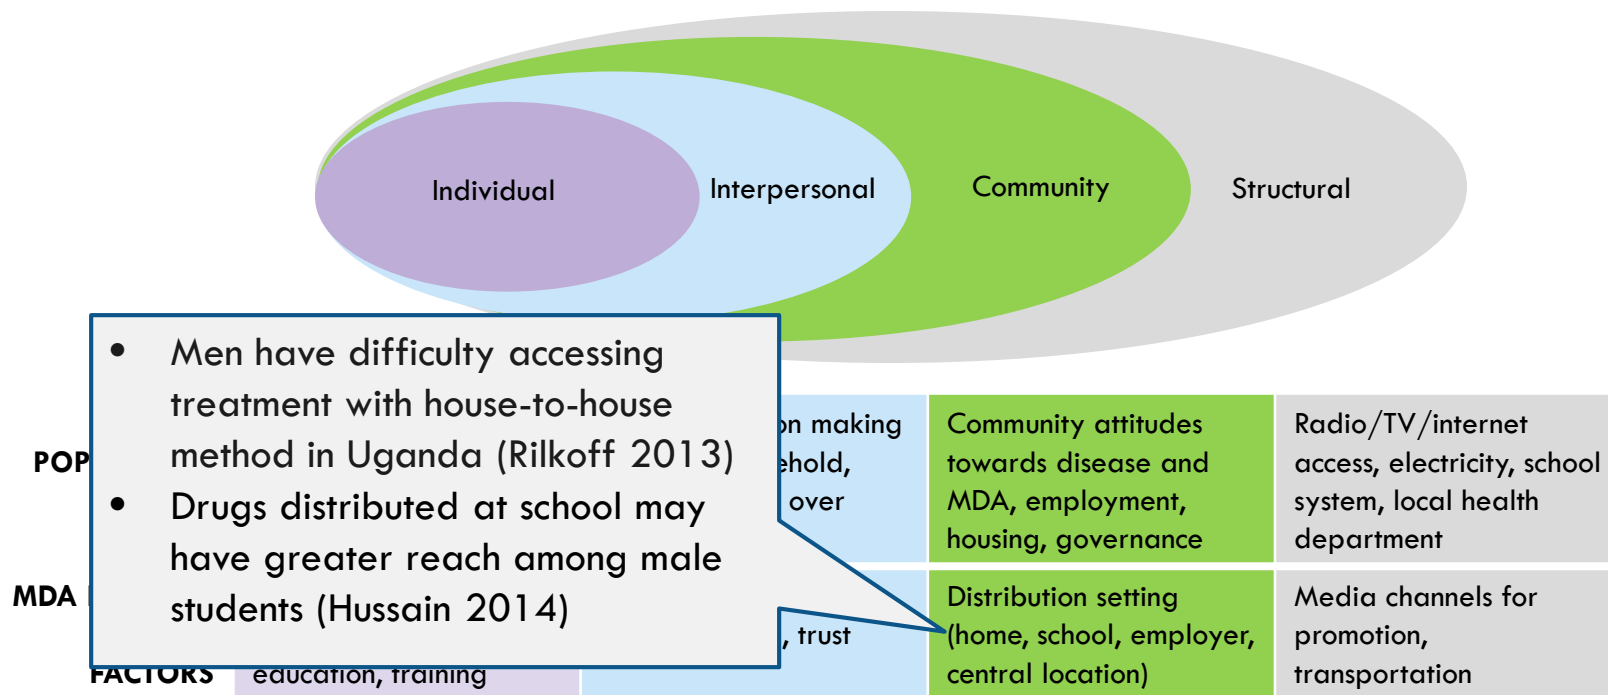 Individual
Interpersonal
Community
Structural
• Men have difficulty accessing
treatment with house-to-house
method in Uganda (Rilkoff 2013)
• Drugs distributed at school may
have greater reach among male
students (Hussain 2014)
POP
making
over
Community attitudes
towards disease and
MDA, employment,
housing, governance
Radio/TV/internet
access, electricity, school
system, local health
department
MDA
FACTORS
education, training
, trust
Distribution setting
(home, school, employer,
central location)
Media channels for
promotion,
transportation